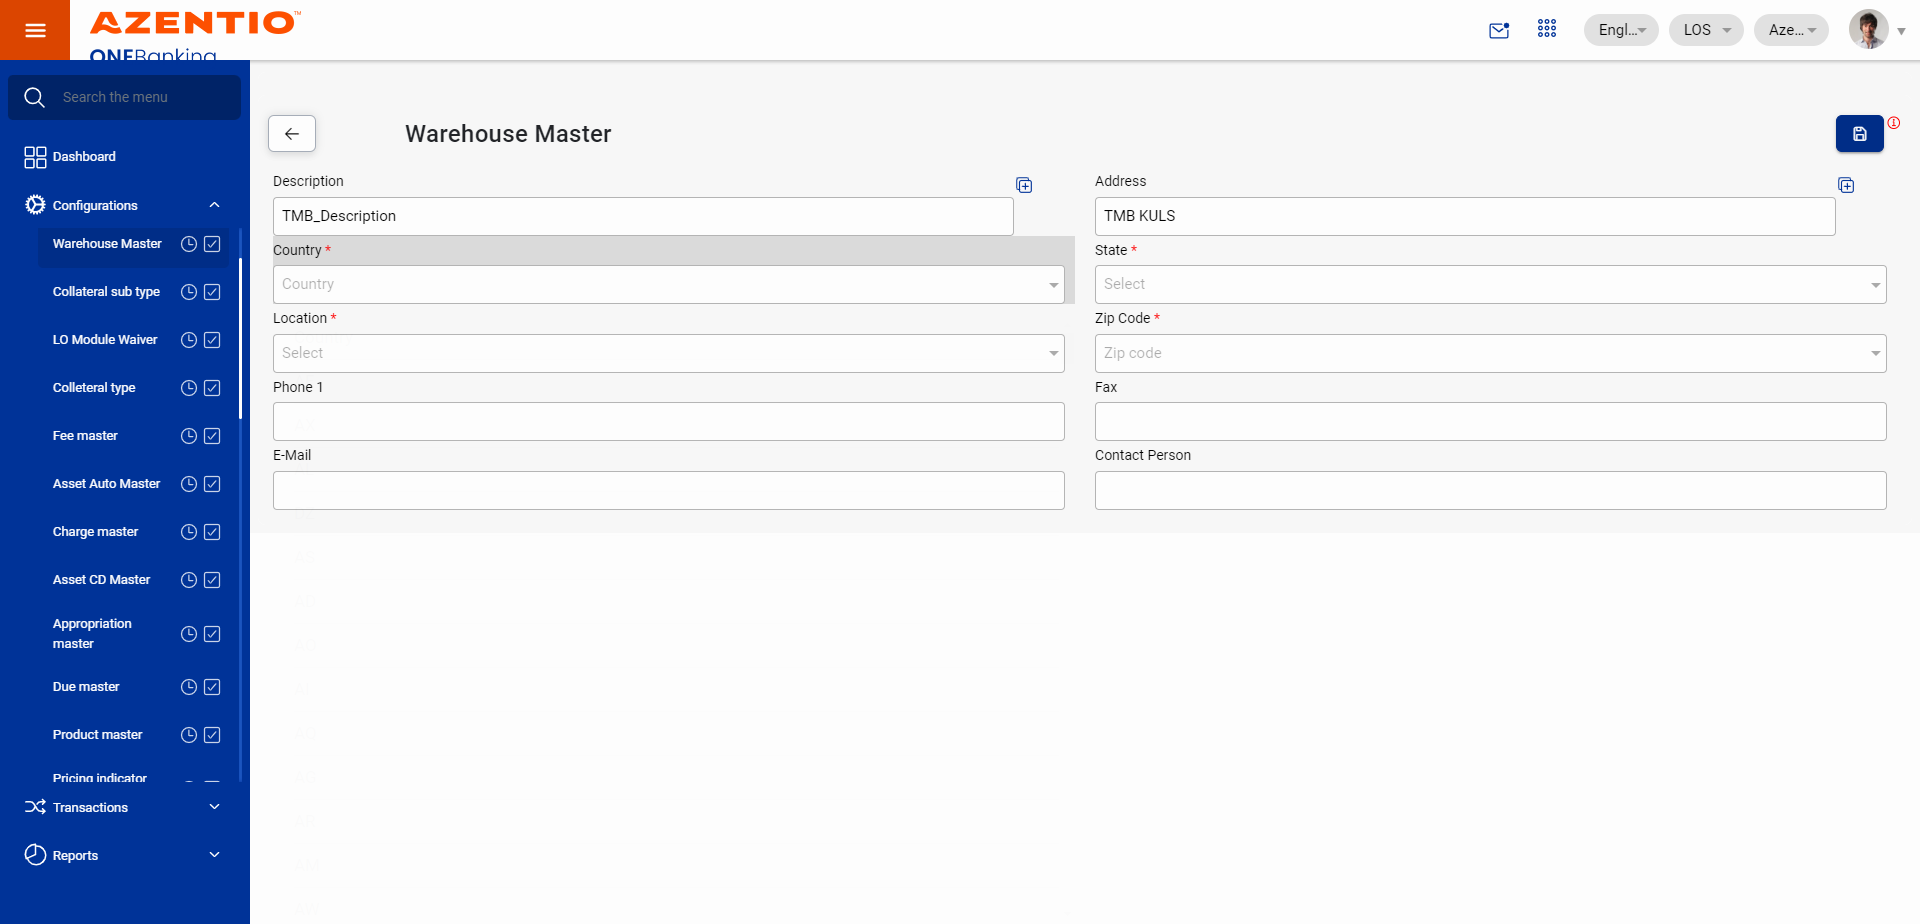 AZENTIO™
ONEBanking
Engl...
LOS
Aze...
Search the menu
Dashboard
Configurations
Warehouse Master
Collateral sub type
LO Module Waiver
Colleteral type
Fee master
Asset Auto Master
Charge master
Asset CD Master
Appropriation
master
Due master
Product master
Pricing indicator
Transactions
Reports
Warehouse Master
Description
TMB_Description
Address
TMB KULS
Country *
Country
State *
Select
Location *
Select
Zip Code *
Zip code
Phone 1
Fax
E-Mail
Contact Person